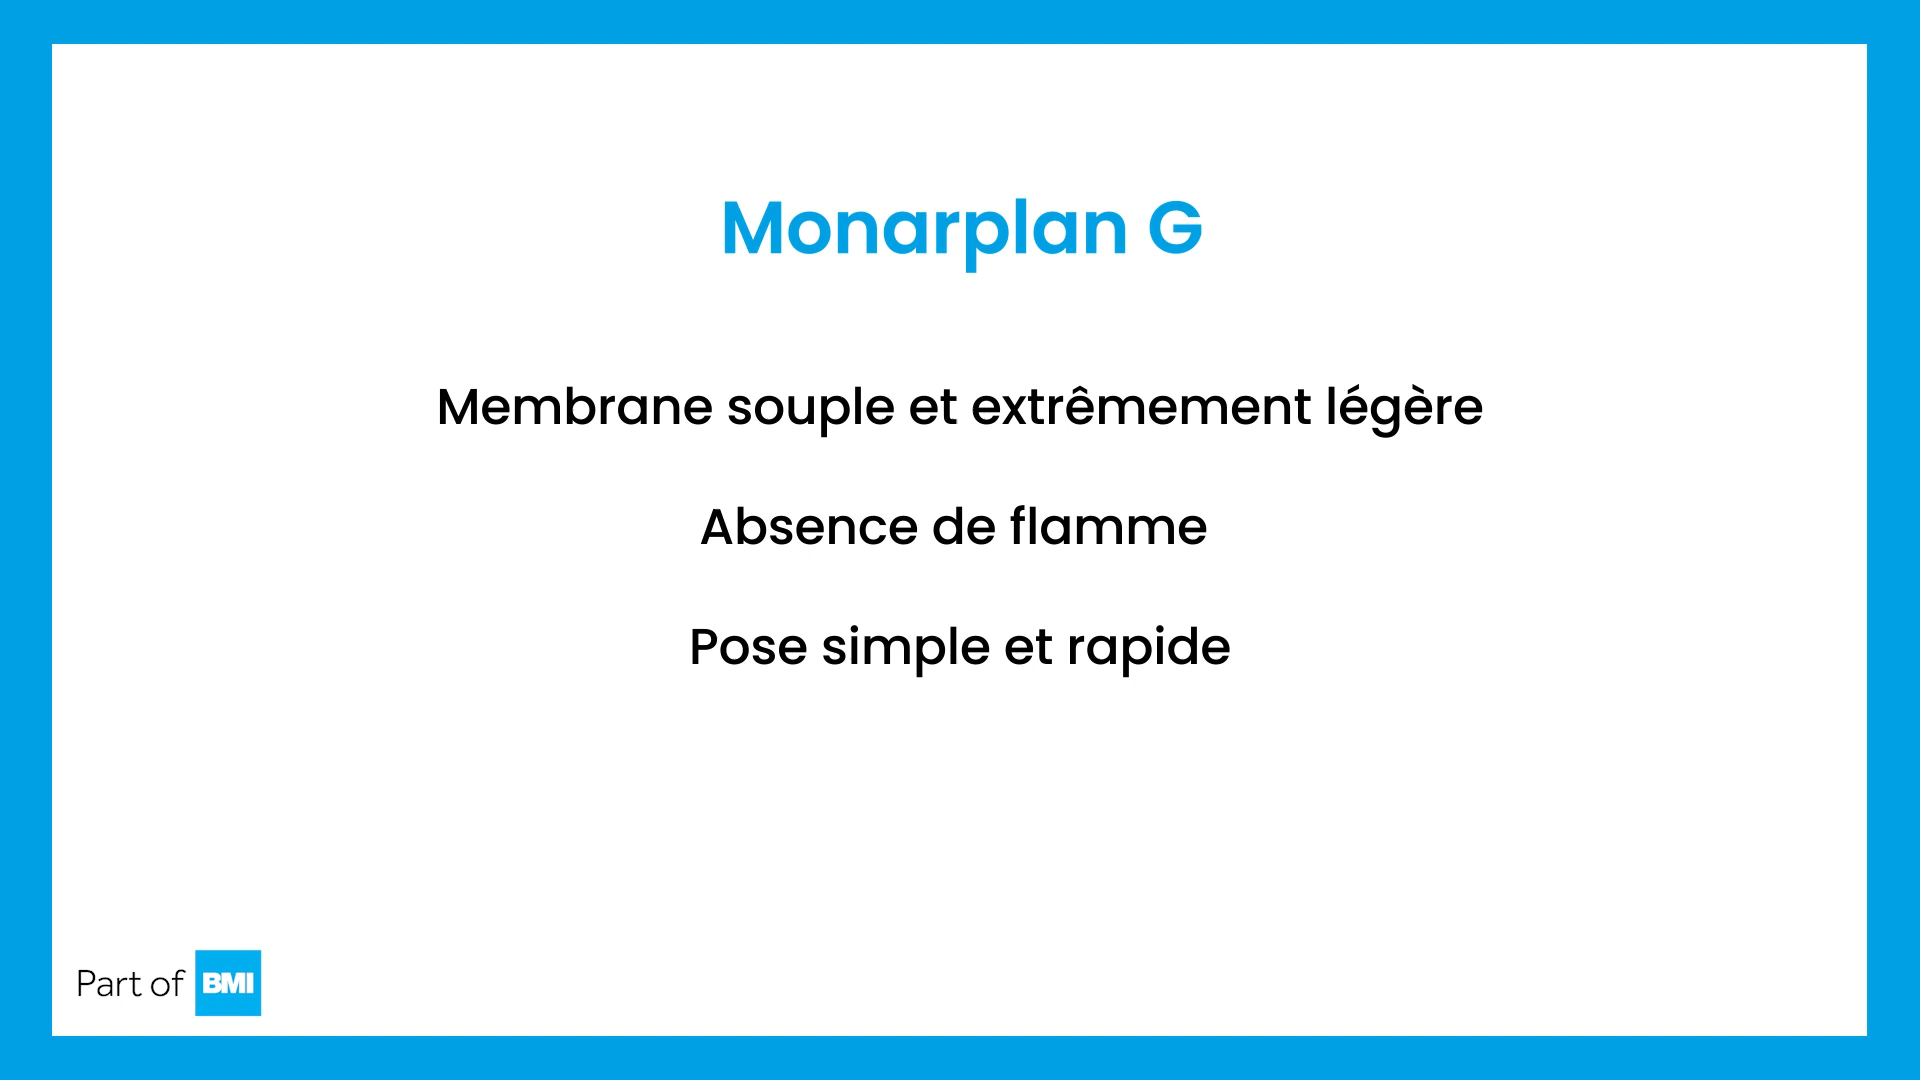 Monarplan G
Membrane souple et extrêmement légère
Absence de flamme
Pose simple et rapide
Part of BMI